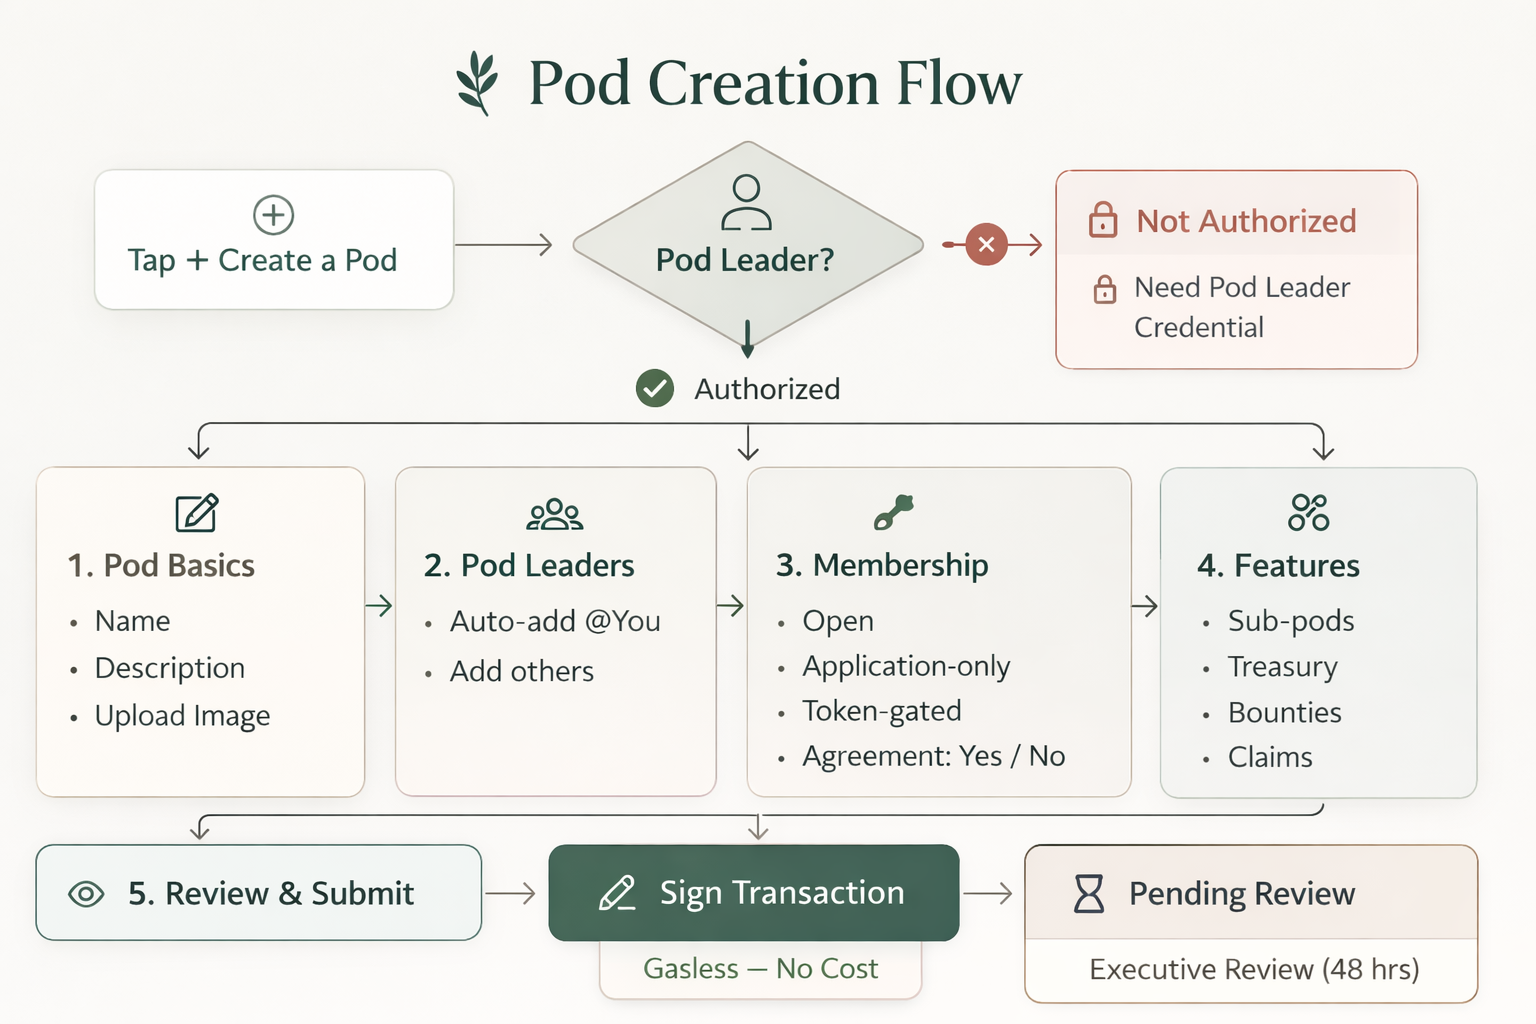 Pod Creation Flow
Tap + Create a Pod
Pod Leader?
Not Authorized
Need Pod Leader
Credential
Authorized
1. Pod Basics
• Name
• Description
• Upload Image
2. Pod Leaders
• Auto-add @You
• Add others
3. Membership
• Open
• Application-only
• Token-gated
• Agreement: Yes / No
4. Features
• Sub-pods
• Treasury
• Bounties
• Claims
5. Review & Submit
Sign Transaction
Gasless — No Cost
Pending Review
Executive Review (48 hrs)